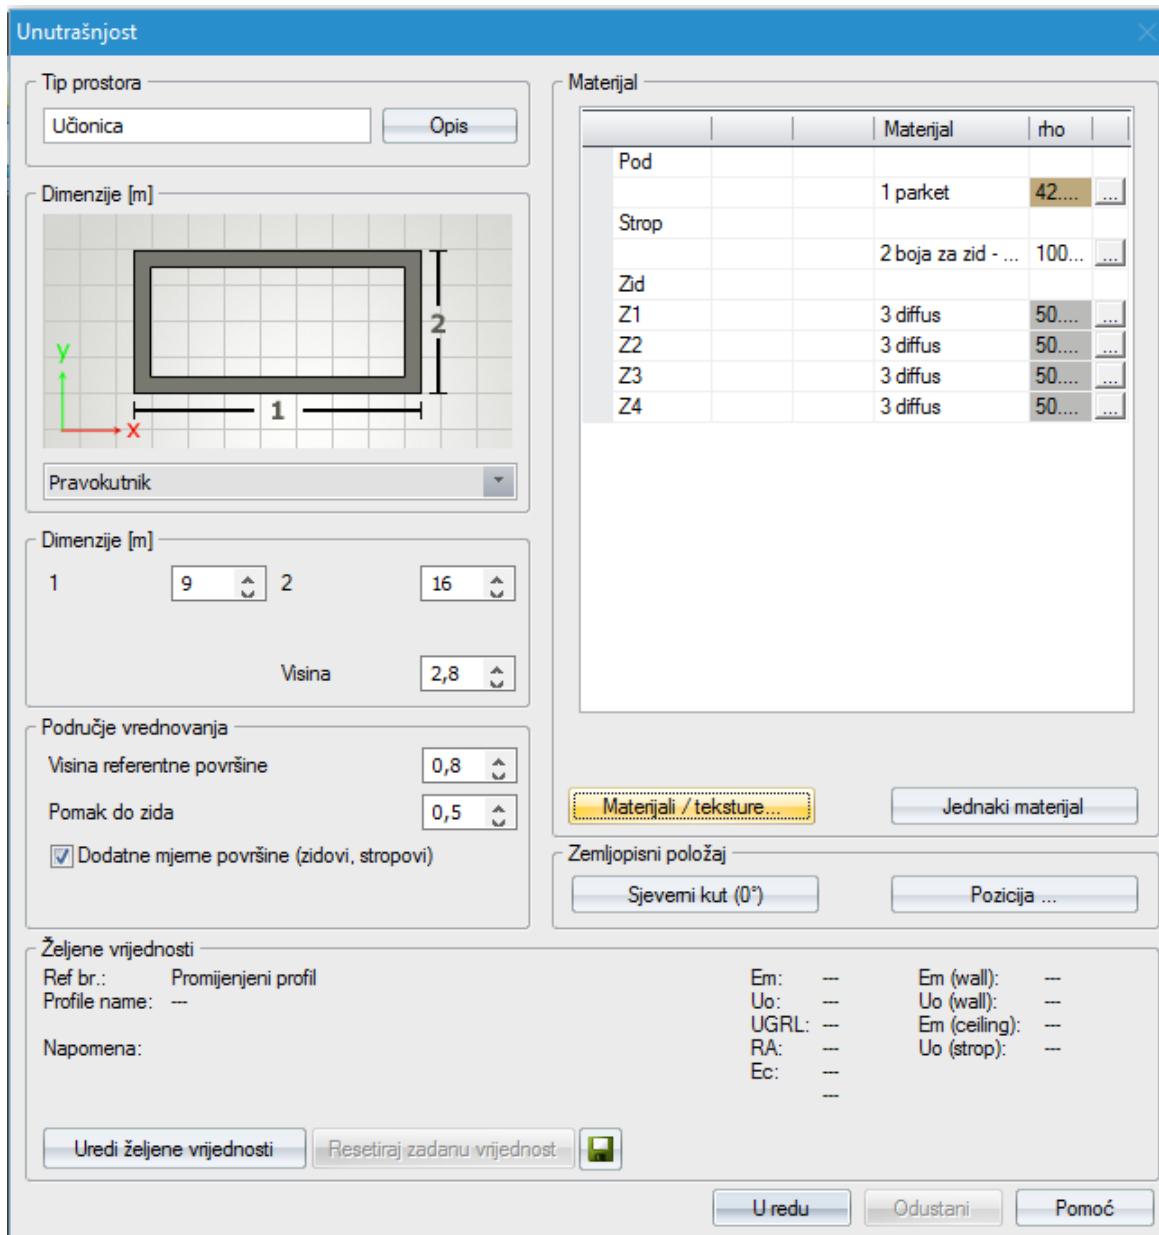 Unutrašnjost
Tip prostora
Učionica
Opis
Dimenzije [m]
2
y
1
x
Pravokutnik
Dimenzije [m]
1 9 2 16
Visina 2,8
Područje vrednovanja
Visina referentne površine 0,8
Pomak do zida 0,5
Dodatne mjerne površine (zidovi, stropovi)
Materijal
Materijal rho
Pod
1 parket 42.... ...
Strop
2 boja za zid - ... 100... ...
Zid
Z1 3 diffus 50.... ...
Z2 3 diffus 50.... ...
Z3 3 diffus 50.... ...
Z4 3 diffus 50.... ...
Materijali / teksture... Jednaki materijal
Zemljopisni položaj
Sjeverni kut (0°) Pozicija ...
Željene vrijednosti
Ref br.: Promijenjeni profil
Profile name: ---
Napomena:
Em: ---
Uo: ---
UGRL: ---
RA: ---
Ec: ---
---
Em (wall): ---
Uo (wall): ---
Em (ceiling): ---
Uo (strop): ---
Uredi željene vrijednosti Resetiraj zadanu vrijednost
U redu Odustani Pomoć